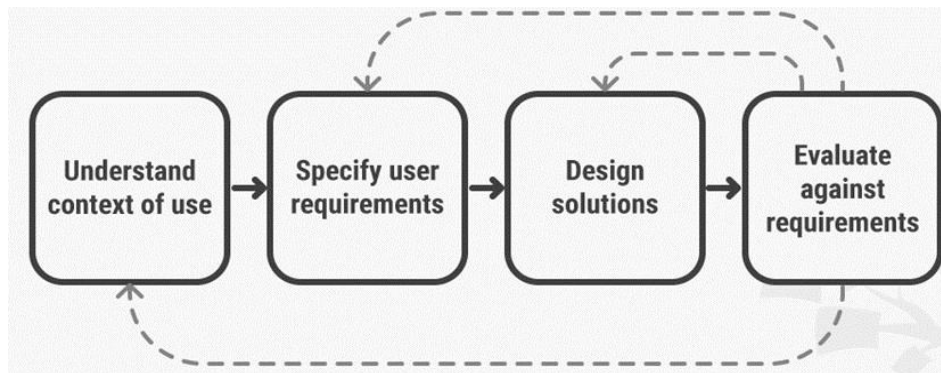 Understand
context of use
Specify user
requirements
Design
solutions
Evaluate
against
requirements